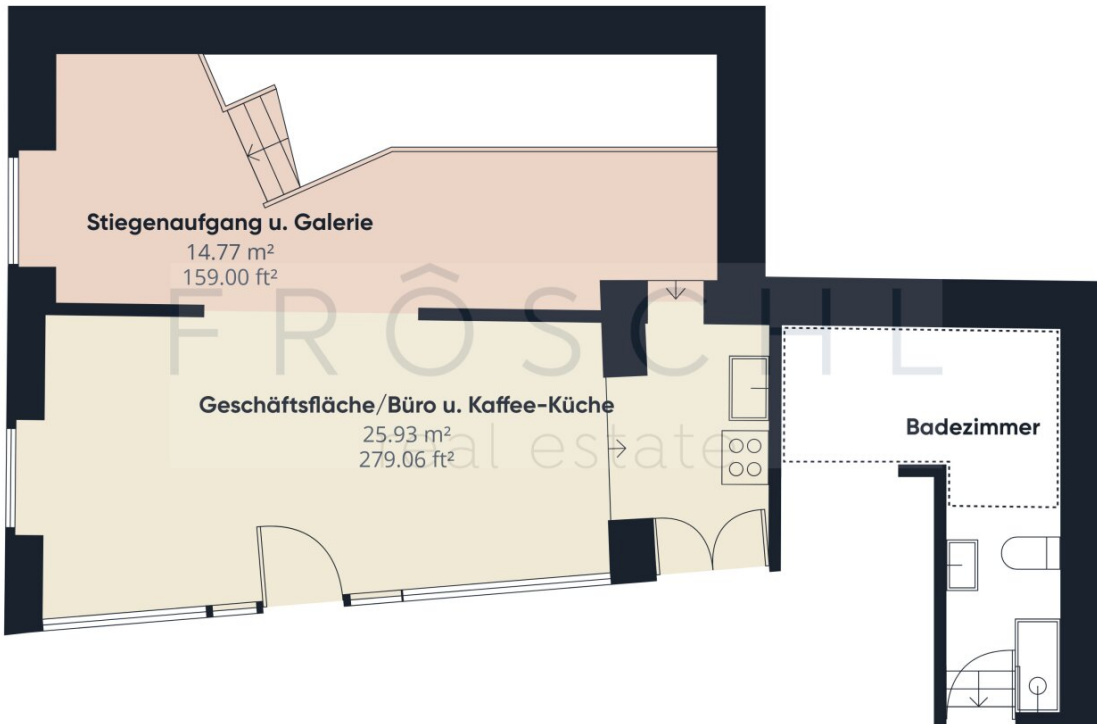 Stiegenaufgang u. Galerie
14.77 m²
159.00 ft²
FRÔSCHL
real estate
Geschäftsfläche/Büro u. Kaffee-Küche
25.93 m²
279.06 ft²
Badezimmer